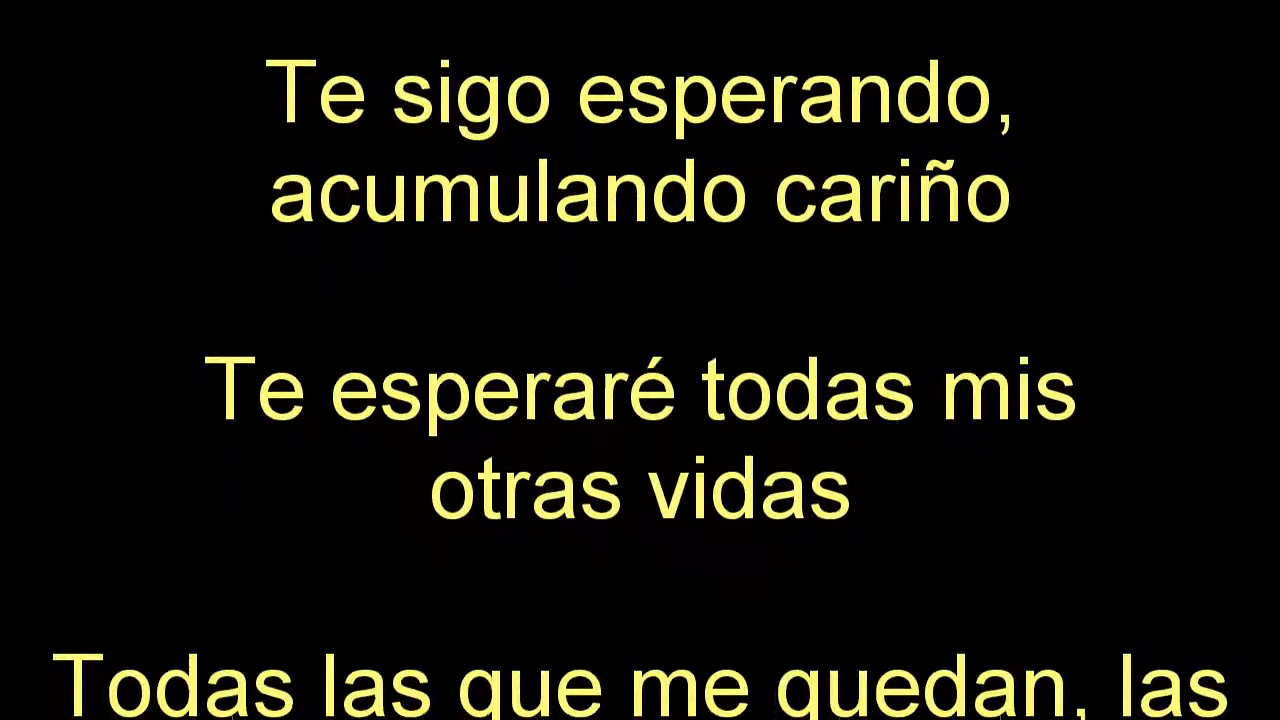 Te sigo esperando,
acumulando cariño
Te esperaré todas mis
otras vidas
Todas las que me quedan, las